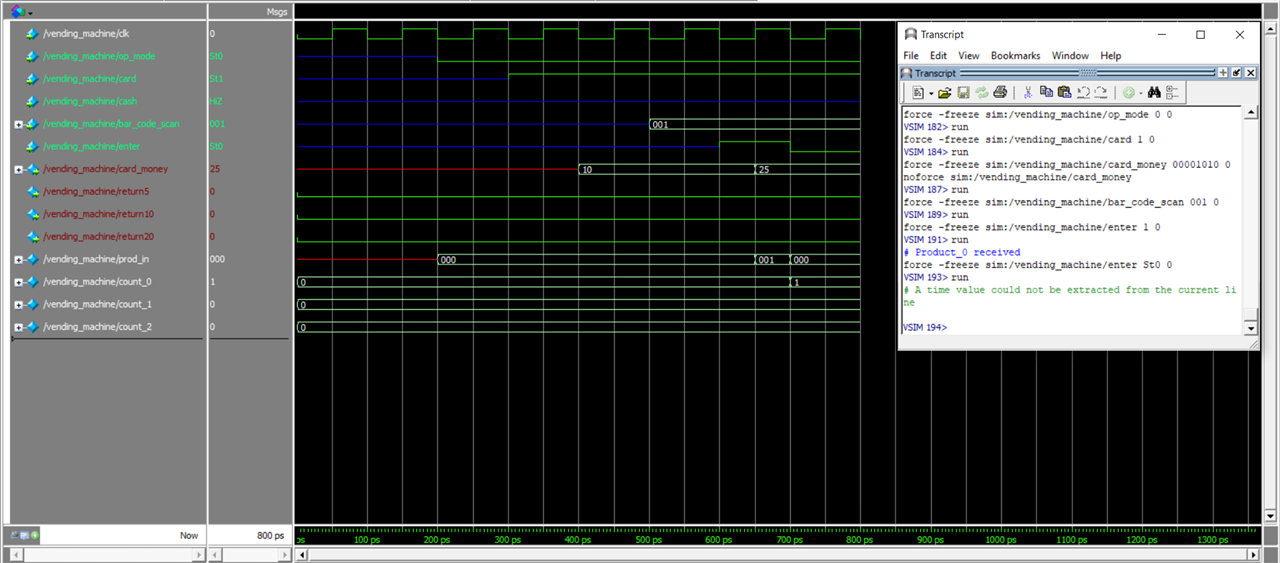 Msgs
/vending_machine/clk 0
/vending_machine/op_mode St0
/vending_machine/card St1
/vending_machine/cash HiZ
/vending_machine/bar_code_scan 001 001
/vending_machine/enter St0
/vending_machine/card_money 25 10 25
/vending_machine/return5 0
/vending_machine/return10 0
/vending_machine/return20 0
/vending_machine/prod_in 000 000 001 000
/vending_machine/count_0 1 0 1
/vending_machine/count_1 0 0
/vending_machine/count_2 0 0
Now 800 ps
ps 100 ps 200 ps 300 ps 400 ps 500 ps 600 ps 700 ps 800 ps 900 ps 1000 ps 1100 ps 1200 ps 1300 ps
Transcript
File Edit View Bookmarks Window Help
Transcript
force -freeze sim:/vending_machine/op_mode 0 0
VSIM 182> run
force -freeze sim:/vending_machine/card 1 0
VSIM 184> run
force -freeze sim:/vending_machine/card_money 00001010 0
noforce sim:/vending_machine/card_money
VSIM 187> run
force -freeze sim:/vending_machine/bar_code_scan 001 0
VSIM 189> run
force -freeze sim:/vending_machine/enter 1 0
VSIM 191> run
# Product_0 received
force -freeze sim:/vending_machine/enter St0 0
VSIM 193> run
# A time value could not be extracted from the current li
ne
VSIM 194>